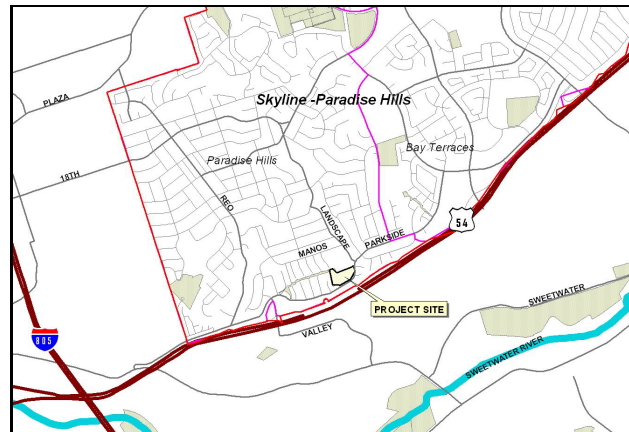 PLAZA
Skyline -Paradise Hills
Paradise Hills
Bay Terraces
18TH
REO
LANDSCAPE
54
MANOS
PARKSIDE
PROJECT SITE
SWEETWATER
VALLEY
805
SWEETWATER RIVER